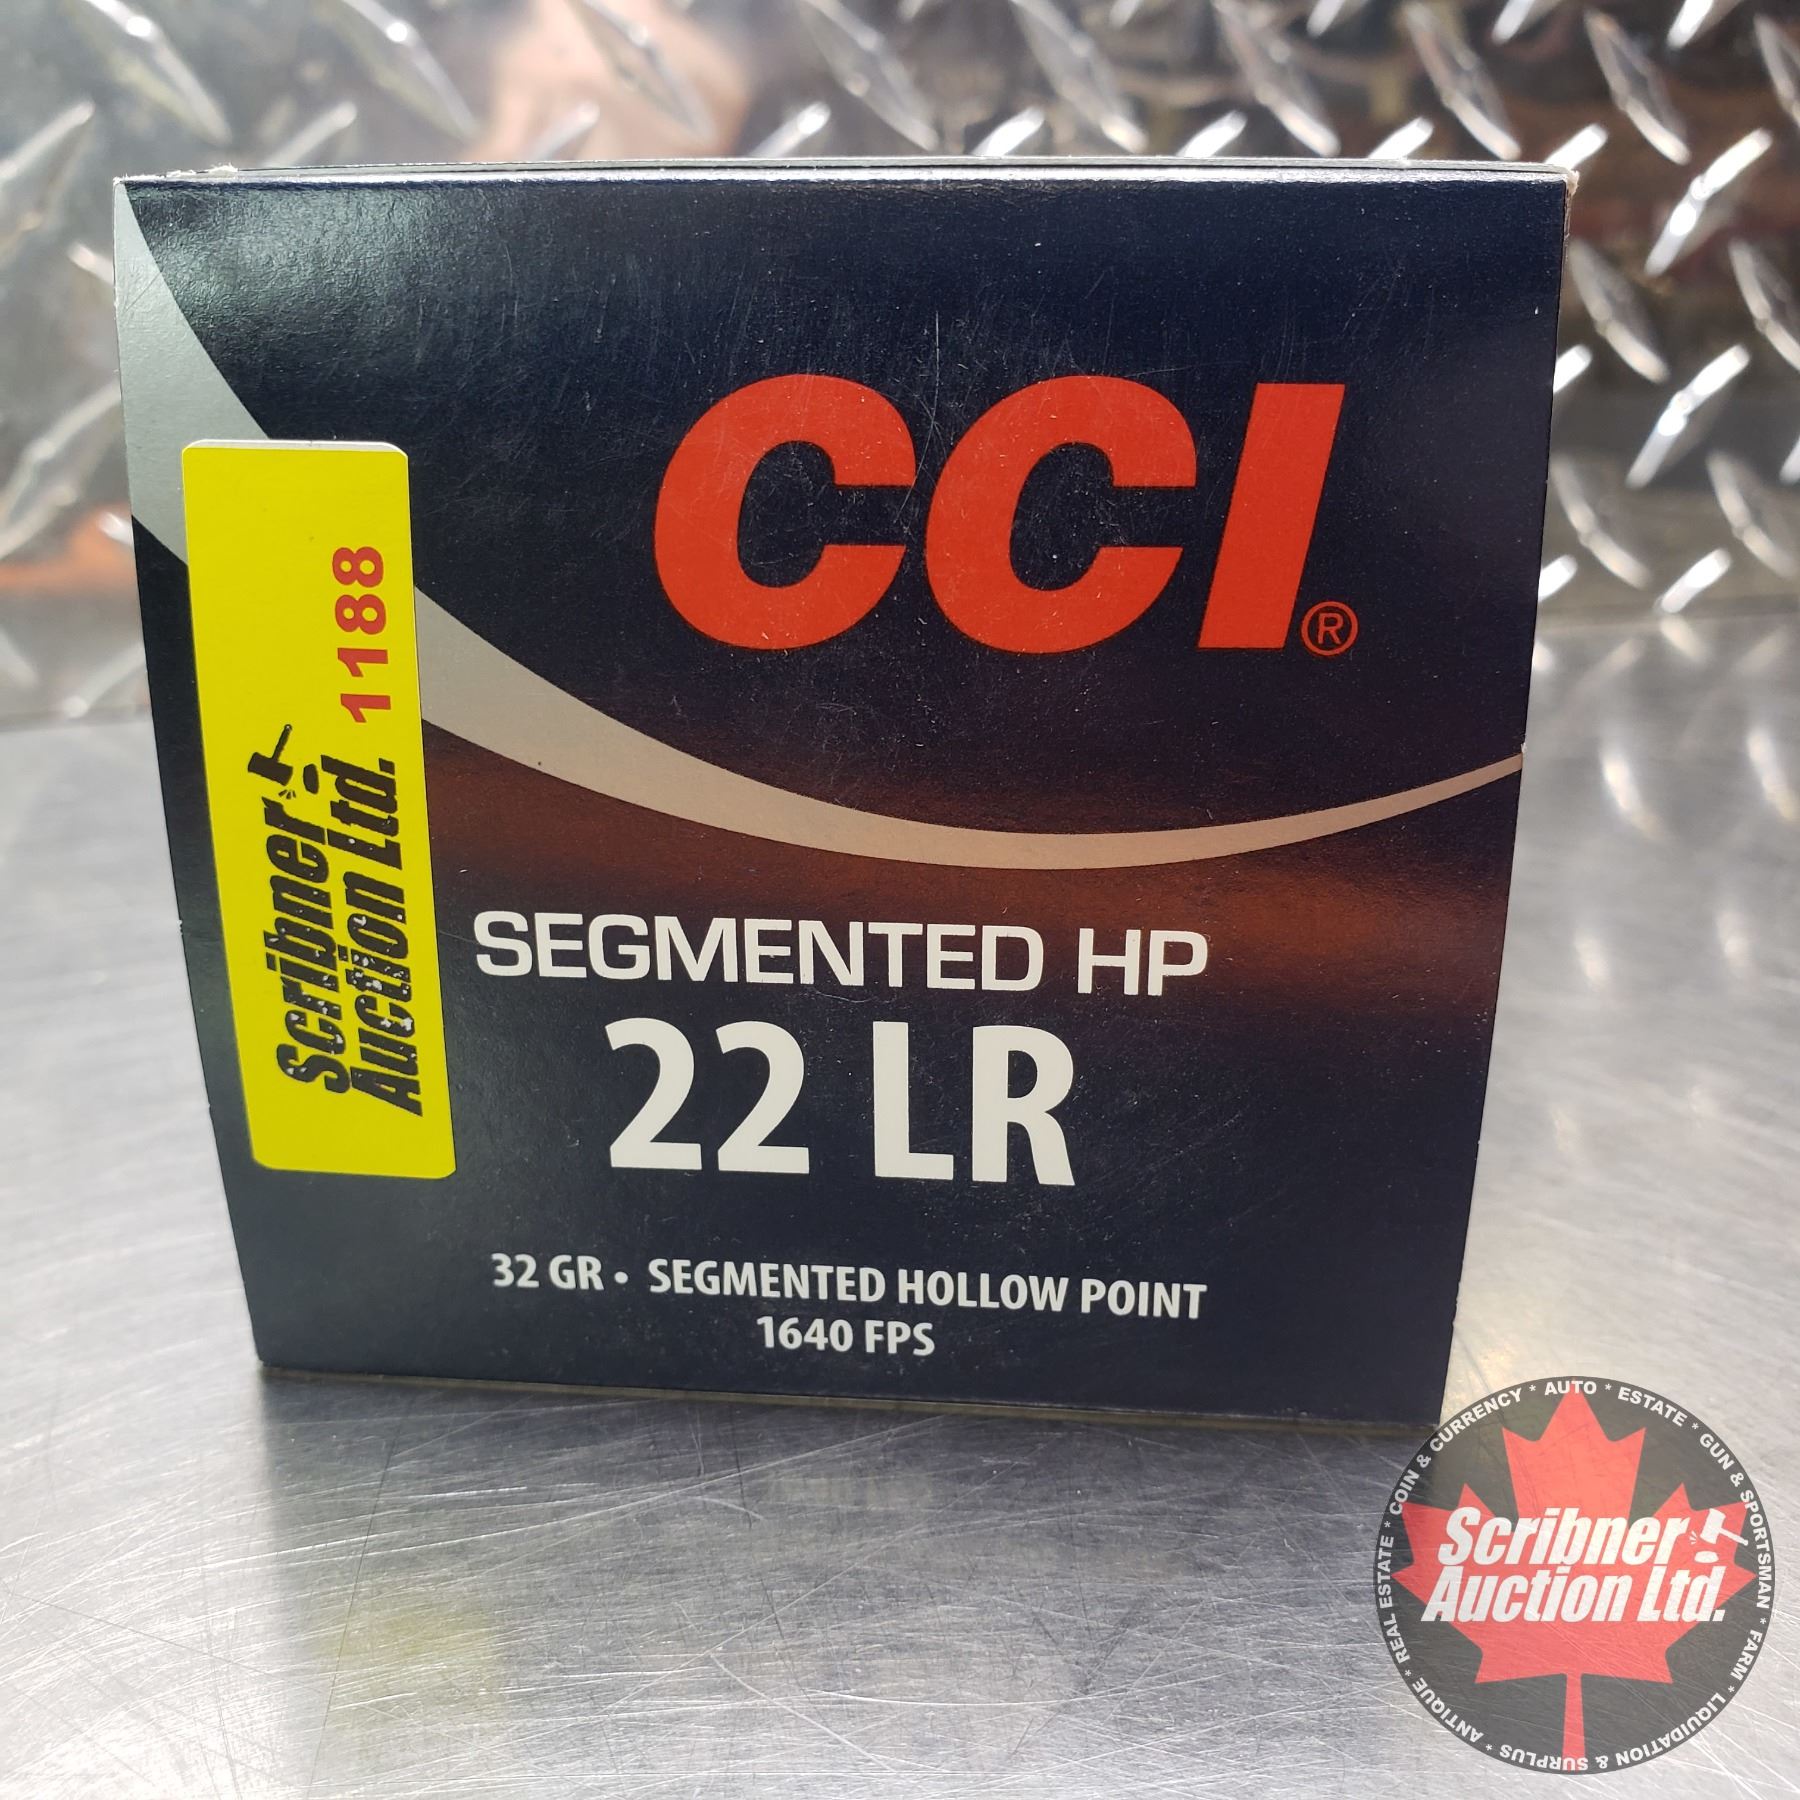 CCI®
SEGMENTED HP
22 LR
32 GR • SEGMENTED HOLLOW POINT
1640 FPS
Scribner
Auction Ltd. 1188
COIN & CURRENCY * AUTO * ESTATE * GUN & SPORTSMAN * FARM * LIQUIDATION & SURPLUS * ANTIQUE * REAL ESTATE *
Scribner
Auction Ltd.